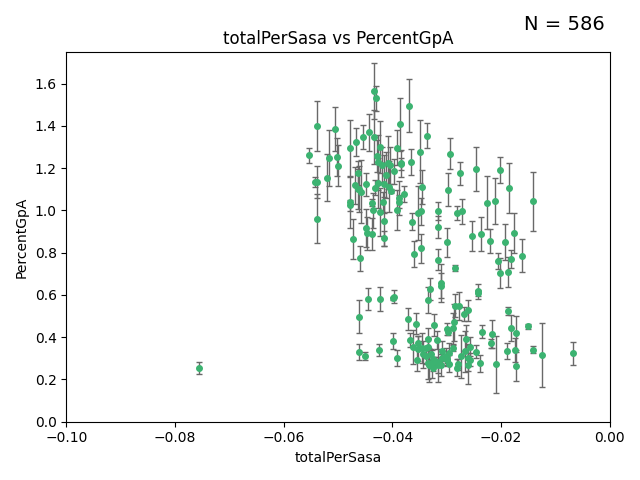 N = 586
totalPerSasa vs PercentGpA
PercentGpA
1.6
1.4
1.2
1.0
0.8
0.6
0.4
0.2
0.0
−0.10 −0.08 −0.06 −0.04 −0.02 0.00
totalPerSasa